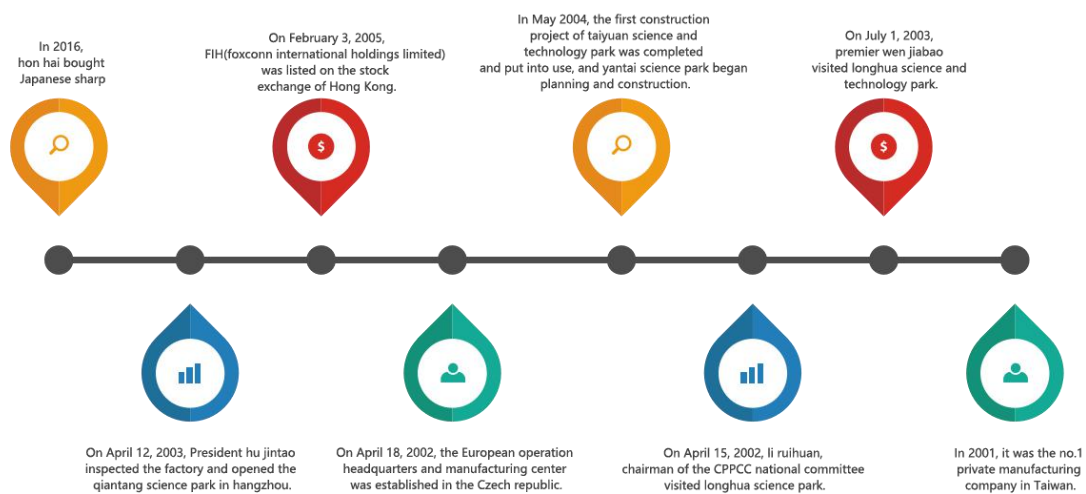 In 2016,
hon hai bought
Japanese sharp
On February 3, 2005,
FIH(foxconn international holdings limited)
was listed on the stock
exchange of Hong Kong.
In May 2004, the first construction
project of taiyuan science and
technology park was completed
and put into use, and yantai science park began
planning and construction.
On July 1, 2003,
premier wen jiabao
visited longhua science and
technology park.
$
$
On April 12, 2003, President hu jintao
inspected the factory and opened the
qiantang science park in hangzhou.
On April 18, 2002, the European operation
headquarters and manufacturing center
was established in the Czech republic.
On April 15, 2002, li ruihuan,
chairman of the CPPCC national committee
visited longhua science park.
In 2001, it was the no.1
private manufacturing
company in Taiwan.